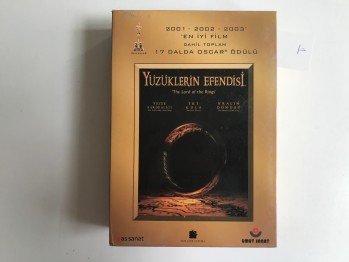 2001 - 2002 - 2003
'EN İYİ FİLM
DAHİL TOPLAM
17 DALDA OSCAR® ÖDÜLÜ
YÜZÜKLERİN EFENDİSİ
'The Lord of the Rings'
YÜZÜK KARDEŞLİĞİ
İKİ KULE
KRALIN DÖNÜŞÜ
UMUT SANAT